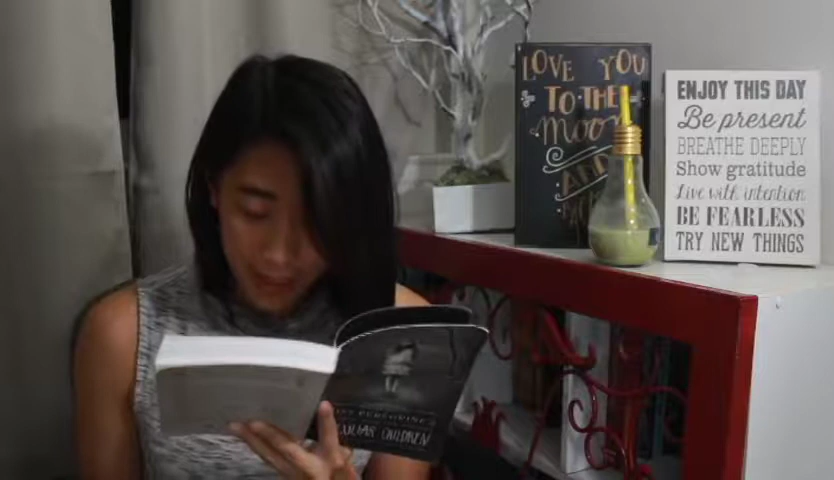 LOVE YOU
TO THE
moon
AND
ENJOY THIS DAY
Be present
BREATHE DEEPLY
Show gratitude
Live with intention
BE FEARLESS
TRY NEW THINGS
PEREGRINE'S
CHILDREN